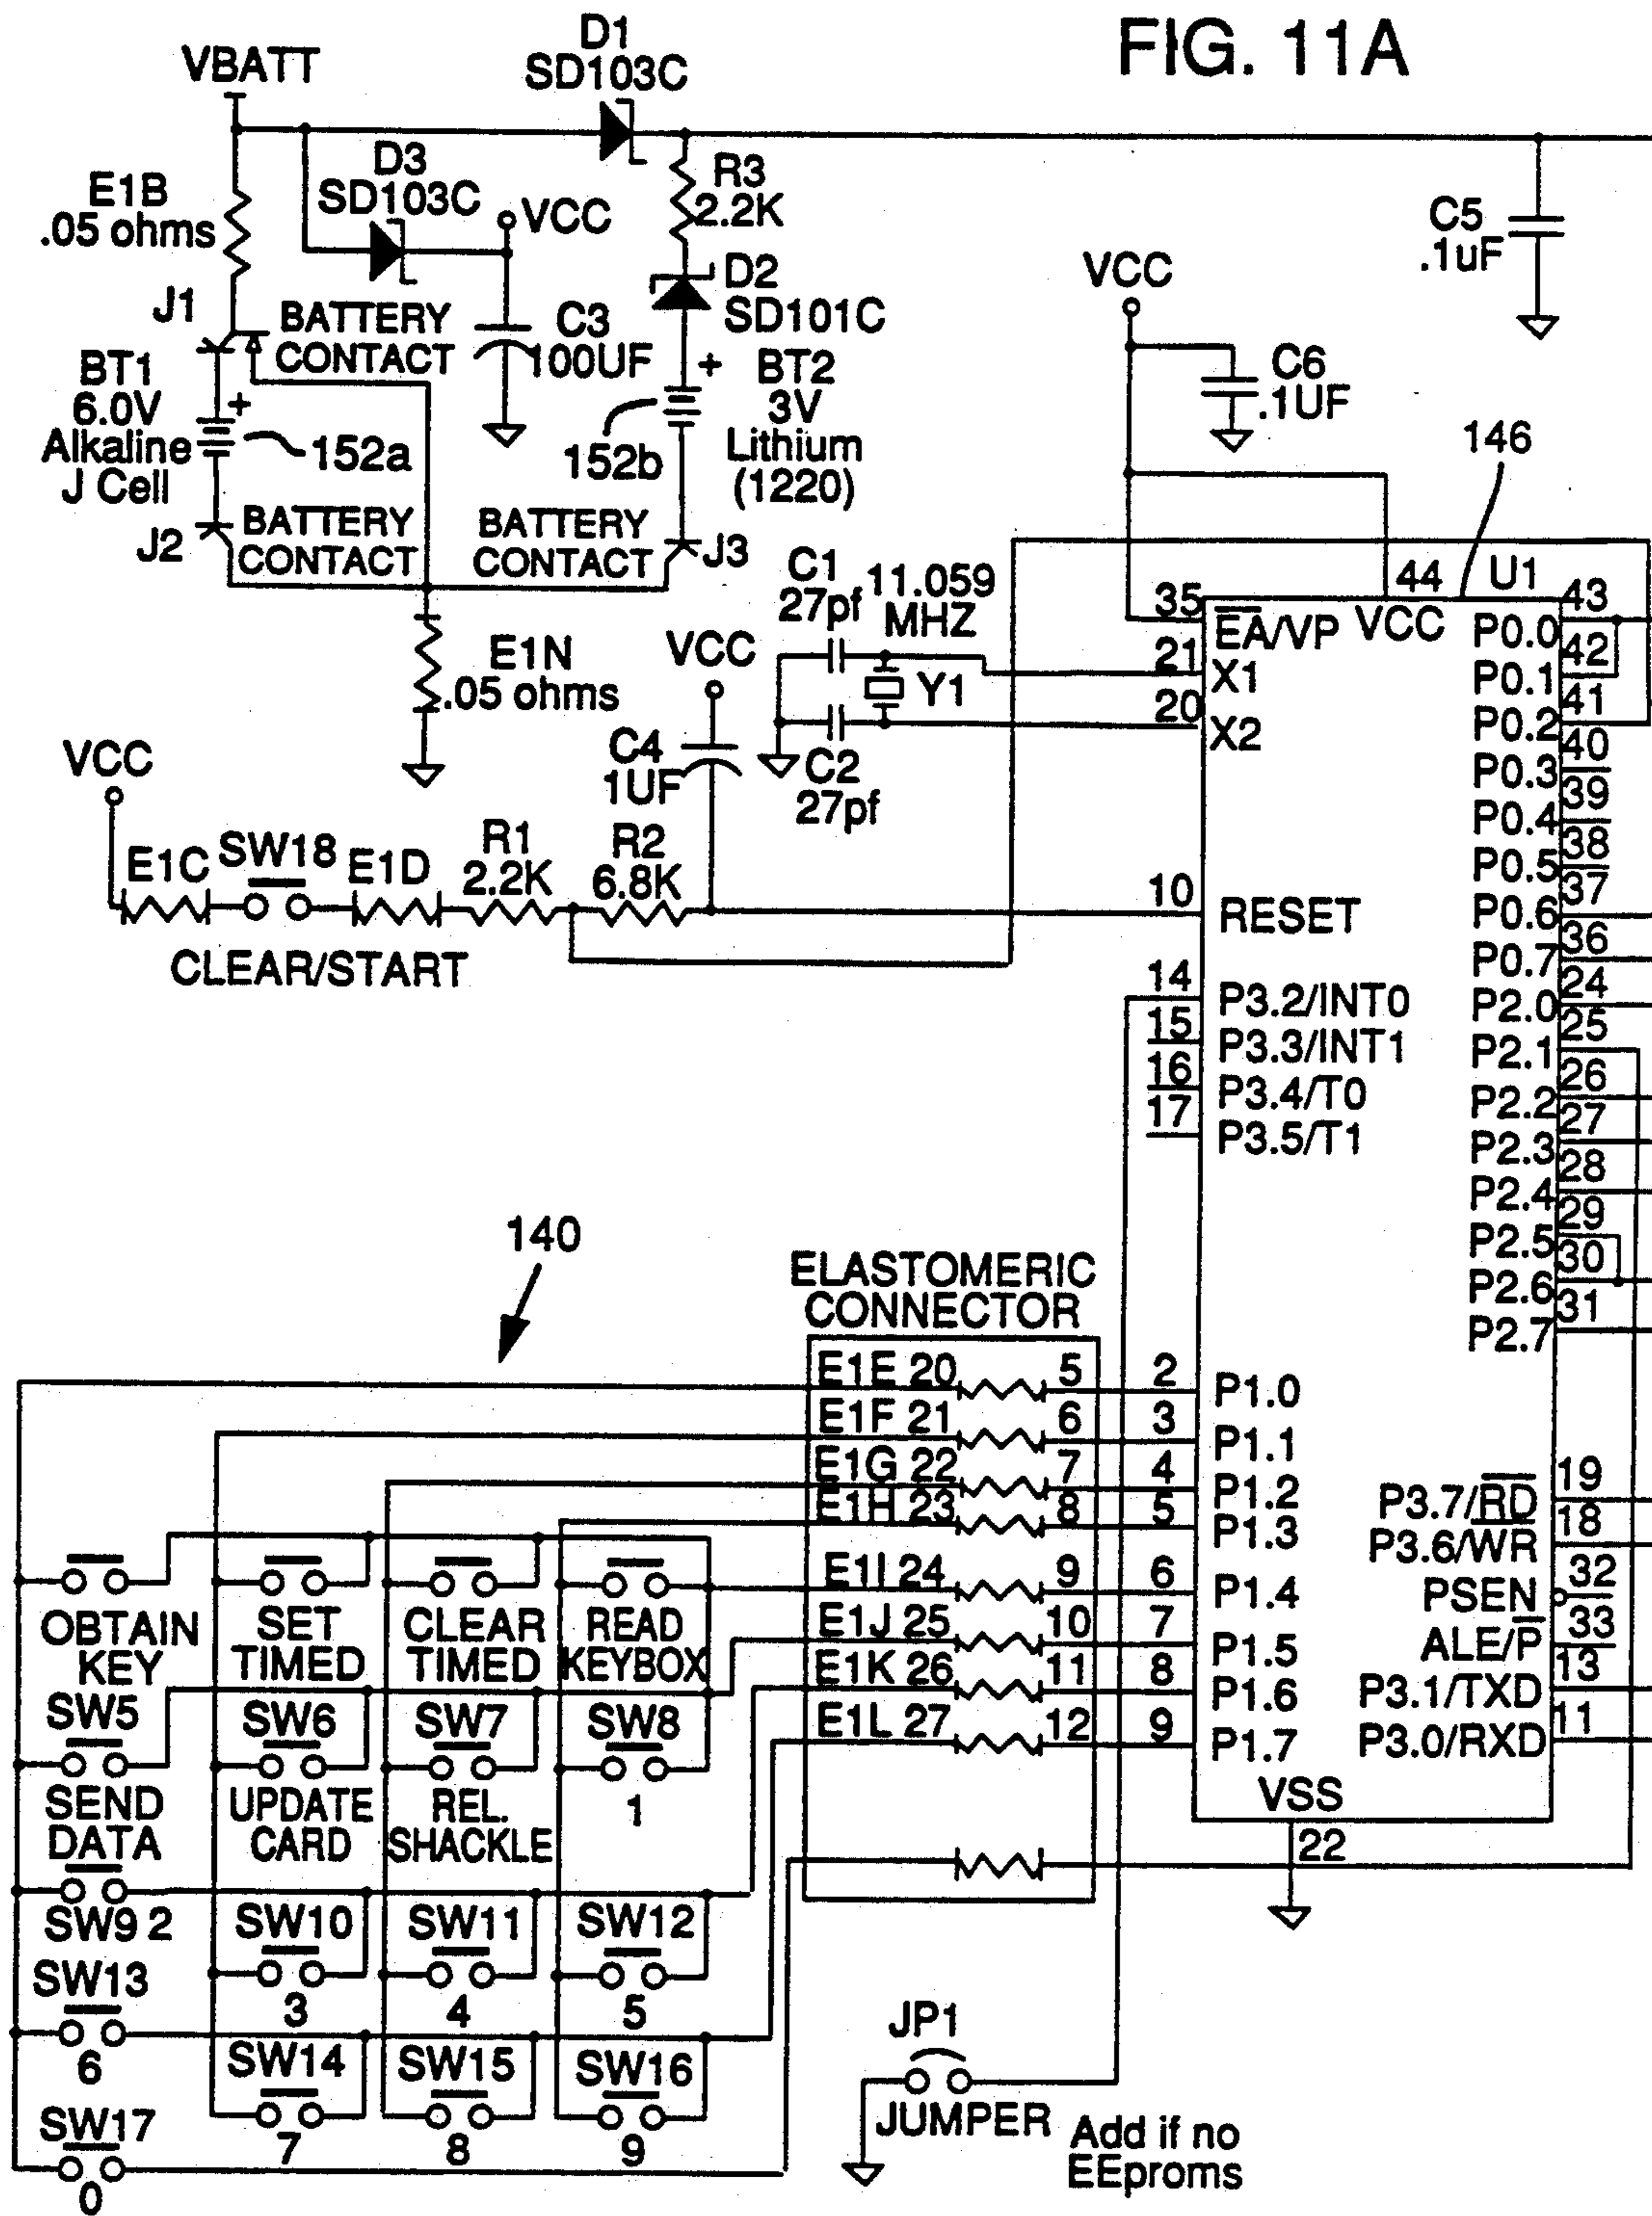 FIG. 11A
VBATT
D1
SD103C
D3
SD103C
VCC
E1B
.05 ohms
R3
2.2K
D2
SD101C
C5
.1uF
VCC
J1
BATTERY
CONTACT
C3
100UF
BT1
6.0V
Alkaline
J Cell
+
152a
+
BT2
3V
Lithium
(1220)
152b
C6
.1UF
146
J2
BATTERY
CONTACT
BATTERY
CONTACT
J3
C1
27pf
11.059
MHZ
Y1
C2
27pf
E1N
.05 ohms
VCC
C4
1UF
VCC
E1C
SW18
E1D
R1
2.2K
R2
6.8K
CLEAR/START
U1
44
VCC
35
EA/VP
21
X1
20
X2
10
RESET
14
P3.2/INT0
15
P3.3/INT1
16
P3.4/T0
17
P3.5/T1
43
P0.0
42
P0.1
41
P0.2
40
P0.3
39
P0.4
38
P0.5
37
P0.6
36
P0.7
24
P2.0
25
P2.1
26
P2.2
27
P2.3
28
P2.4
29
P2.5
30
P2.6
31
P2.7
140
ELASTOMERIC
CONNECTOR
E1E 20 5 2 P1.0
E1F 21 6 3 P1.1
E1G 22 7 4 P1.2
E1H 23 8 5 P1.3
E1I 24 9 6 P1.4
E1J 25 10 7 P1.5
E1K 26 11 8 P1.6
E1L 27 12 9 P1.7
19
P3.7/RD
18
P3.6/WR
32
PSEN
33
ALE/P
13
P3.1/TXD
11
P3.0/RXD
VSS
22
OBTAIN
KEY
SET
TIMED
CLEAR
TIMED
READ
KEYBOX
SW5
SW6
SW7
SW8
SEND
DATA
UPDATE
CARD
REL.
SHACKLE
1
SW9 2
SW10
SW11
SW12
SW13
3
4
5
6
SW14
SW15
SW16
SW17
7
8
9
0
JP1
JUMPER
Add if no
EEproms